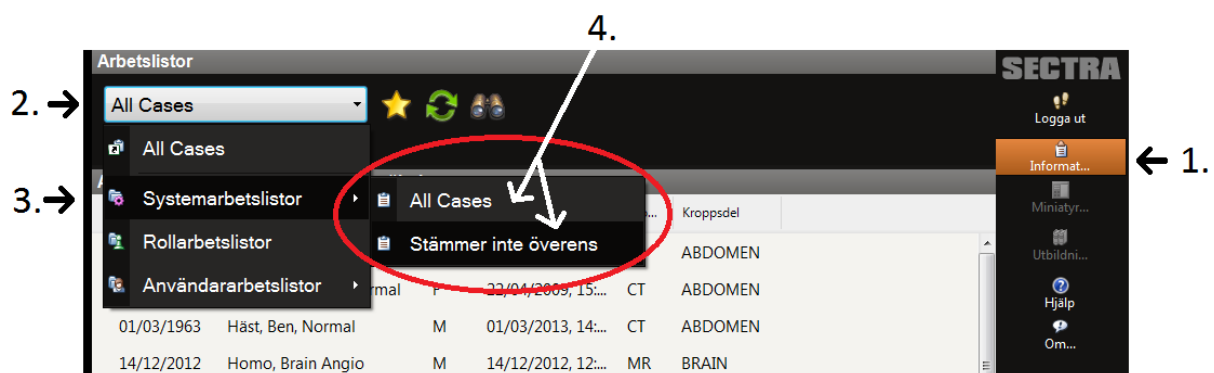 4.
Arbetslistor
SECTRA
2.
All Cases
Logga ut
All Cases
Informat...
1.
3.
Systemarbetslistor
All Cases
Kroppsdel
Miniatyr...
Rollarbetslistor
Stämmer inte överens
ABDOMEN
Utbildni...
Användararbetslistor
rmal
22/04/2009, 15:...
CT
ABDOMEN
Hjälp
01/03/1963 Häst, Ben, Normal M 01/03/2013, 14:... CT ABDOMEN
Om...
14/12/2012 Homo, Brain Angio M 14/12/2012, 12:... MR BRAIN